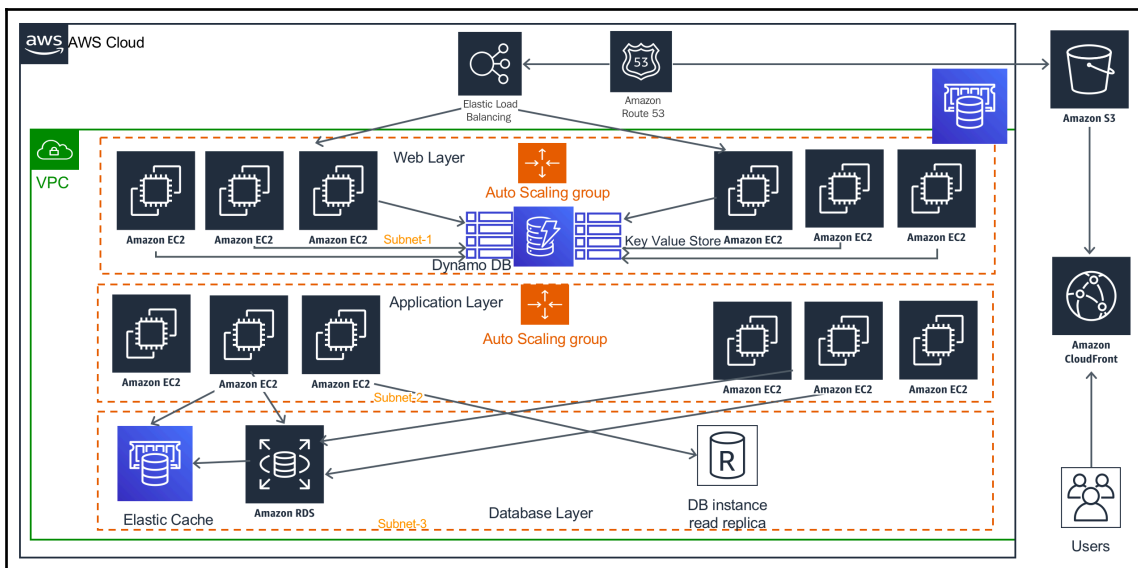 aws
AWS Cloud
53
Elastic Load
Balancing
Amazon
Route 53
Amazon S3
VPC
Web Layer
Auto Scaling group
Amazon EC2
Amazon EC2
Amazon EC2
Subnet-1
Dynamo DB
Key Value Store
Amazon EC2
Amazon EC2
Amazon EC2
Application Layer
Auto Scaling group
Amazon EC2
Amazon EC2
Amazon EC2
Subnet-2
Amazon EC2
Amazon EC2
Amazon EC2
Amazon
CloudFront
Elastic Cache
Amazon RDS
Subnet-3
Database Layer
R
DB instance
read replica
Users